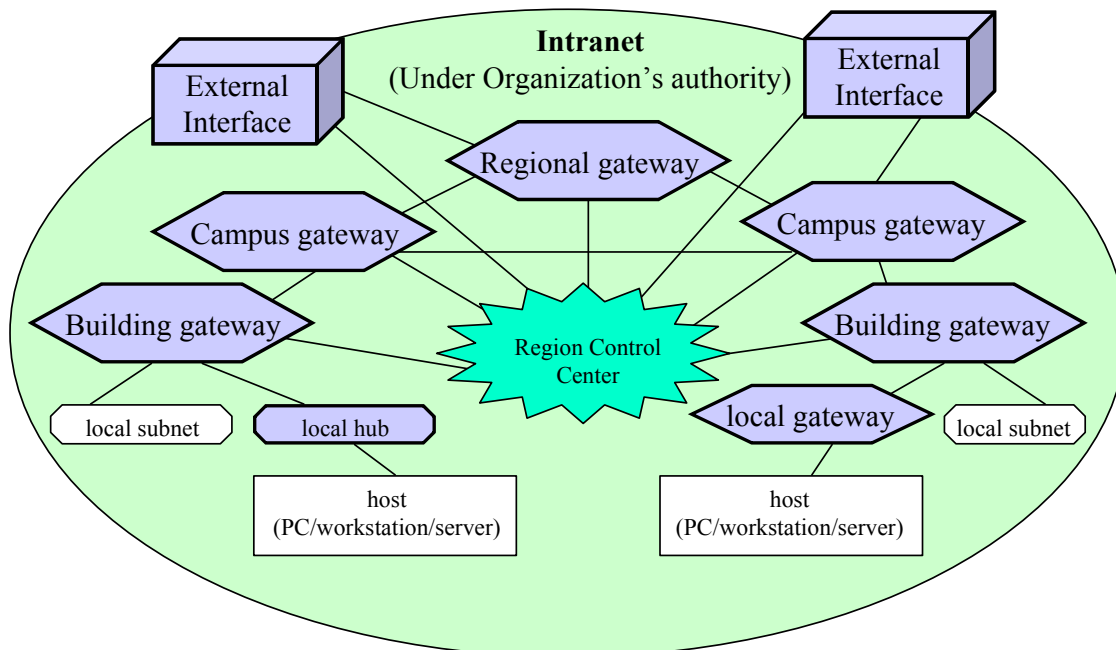 Intranet
(Under Organization’s authority)
External
Interface
External
Interface
Regional gateway
Campus gateway
Campus gateway
Building gateway
Region Control
Center
Building gateway
local subnet
local hub
local gateway
local subnet
host
(PC/workstation/server)
host
(PC/workstation/server)